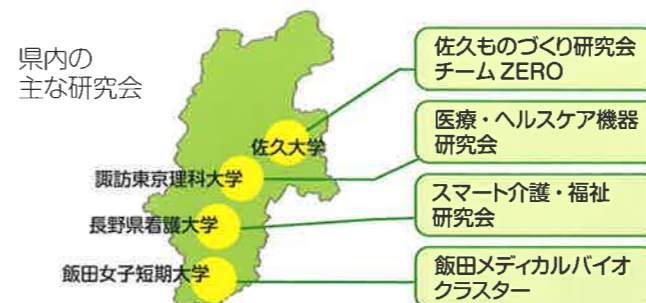 県内の
主な研究会
佐久ものづくり研究会
チーム ZERO
医療・ヘルスケア機器
研究会
スマート介護・福祉
研究会
飯田メディカルバイオ
クラスター
佐久大学
諏訪東京理科大学
長野県看護大学
飯田女子短期大学